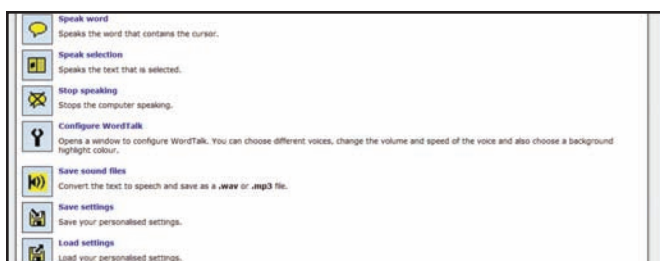 Speak word
Speaks the word that contains the cursor.
Speak selection
Speaks the text that is selected.
Stop speaking
Stops the computer speaking.
Configure WordTalk
Opens a window to configure WordTalk. You can choose different voices, change the volume and speed of the voice and also choose a background
highlight colour.
Save sound files
Convert the text to speech and save as a .wav or .mp3 file.
Save settings
Save your personalised settings.
Load settings
Load your personalised settings.